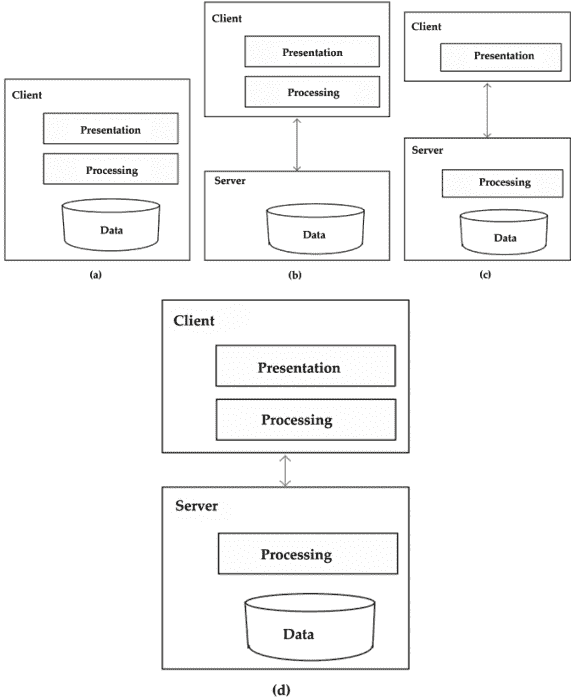 Client
Presentation
Processing
Data
(a)
Client
Presentation
Processing
Server
Data
(b)
Client
Presentation
Server
Processing
Data
(c)
Client
Presentation
Processing
Server
Processing
Data
(d)